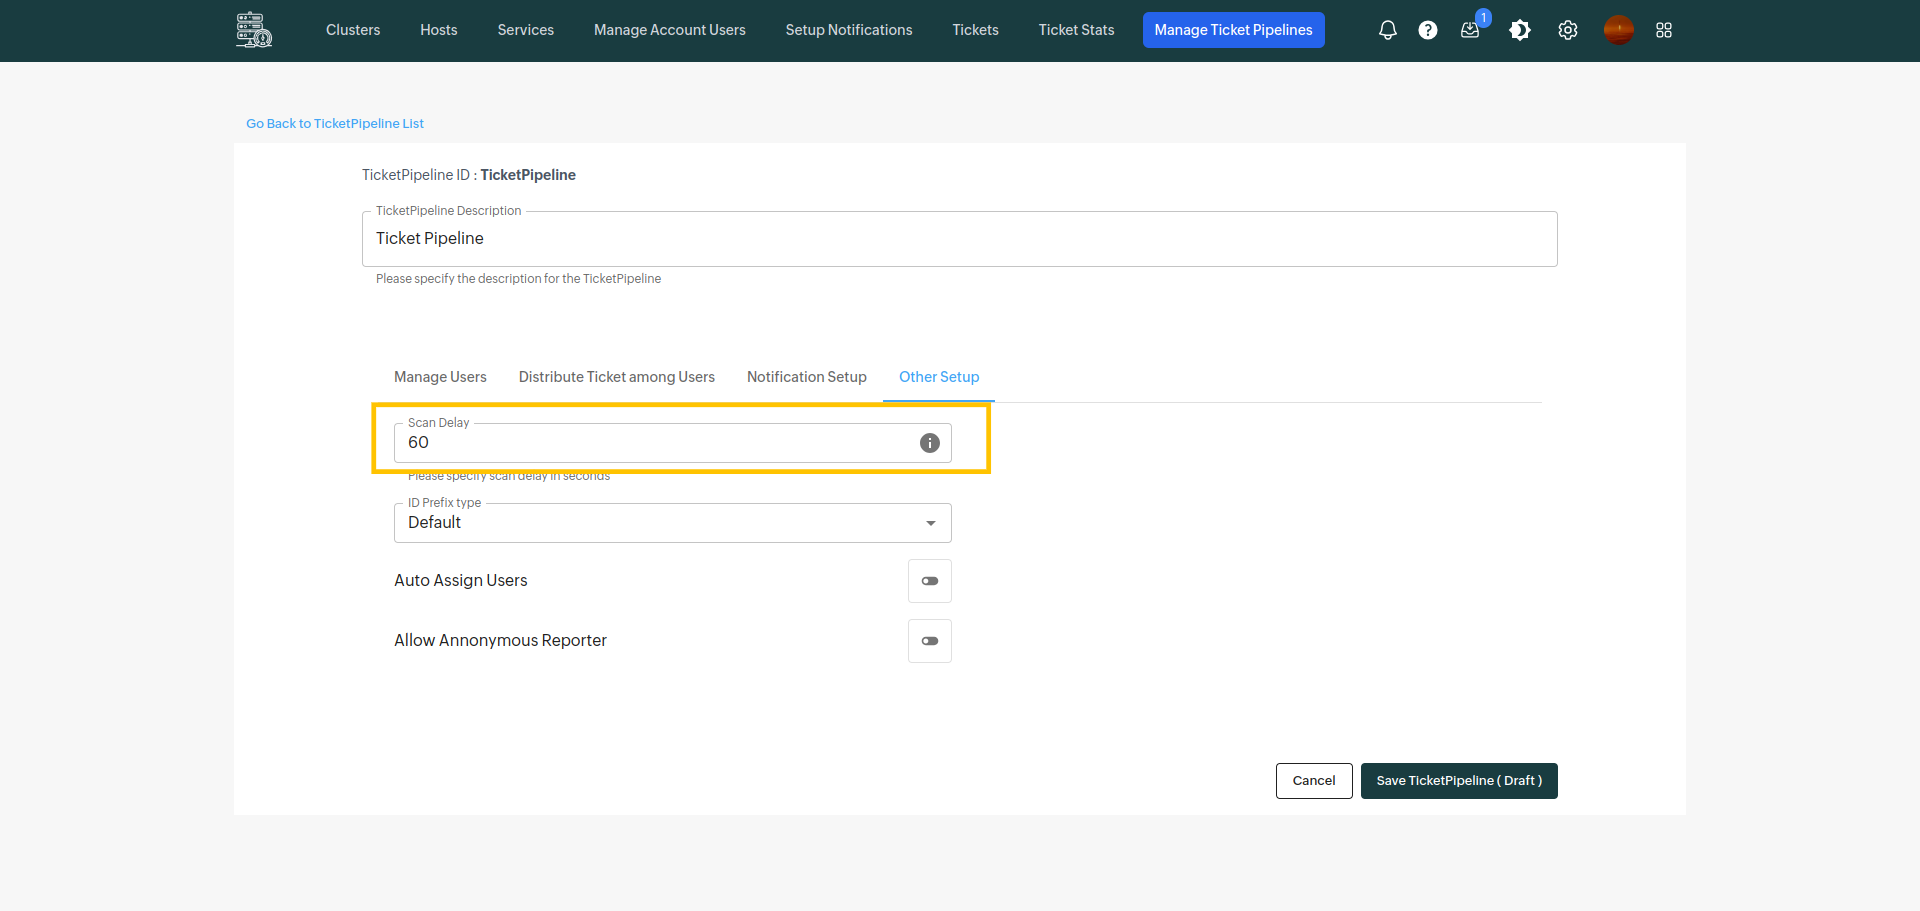 Clusters Hosts Services Manage Account Users Setup Notifications Tickets Ticket Stats Manage Ticket Pipelines 1
Go Back to TicketPipeline List
TicketPipeline ID : TicketPipeline
TicketPipeline Description
Ticket Pipeline
Please specify the description for the TicketPipeline
Manage Users Distribute Ticket among Users Notification Setup Other Setup
Scan Delay
60
Please specify scan delay in seconds
ID Prefix type
Default
Auto Assign Users
Allow Annonymous Reporter
Cancel Save TicketPipeline ( Draft )